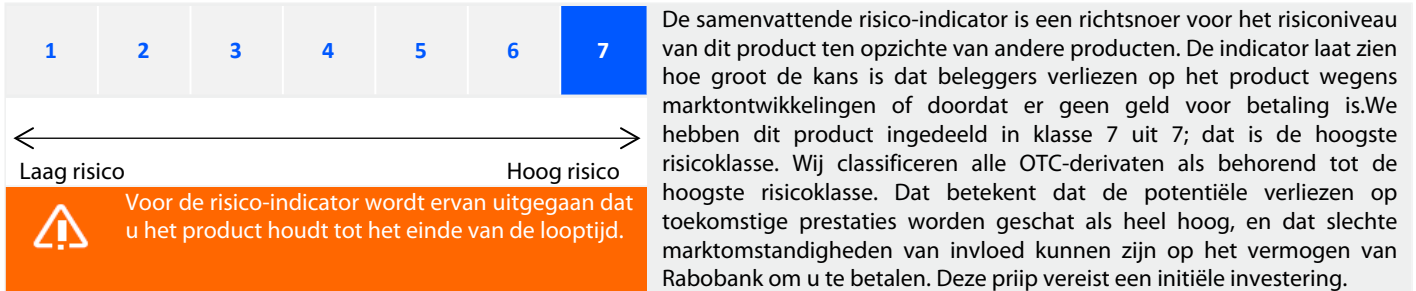 1 2 3 4 5 6 7
Laag risico Hoog risico
Voor de risico-indicator wordt ervan uitgegaan dat
u het product houdt tot het einde van de looptijd.
De samenvattende risico-indicator is een richtsnoer voor het risiconiveau
van dit product ten opzichte van andere producten. De indicator laat zien
hoe groot de kans is dat beleggers verliezen op het product wegens
marktontwikkelingen of doordat er geen geld voor betaling is.We
hebben dit product ingedeeld in klasse 7 uit 7; dat is de hoogste
risicoklasse. Wij classificeren alle OTC-derivaten als behorend tot de
hoogste risicoklasse. Dat betekent dat de potentiële verliezen op
toekomstige prestaties worden geschat als heel hoog, en dat slechte
marktomstandigheden van invloed kunnen zijn op het vermogen van
Rabobank om u te betalen. Deze priip vereist een initiële investering.